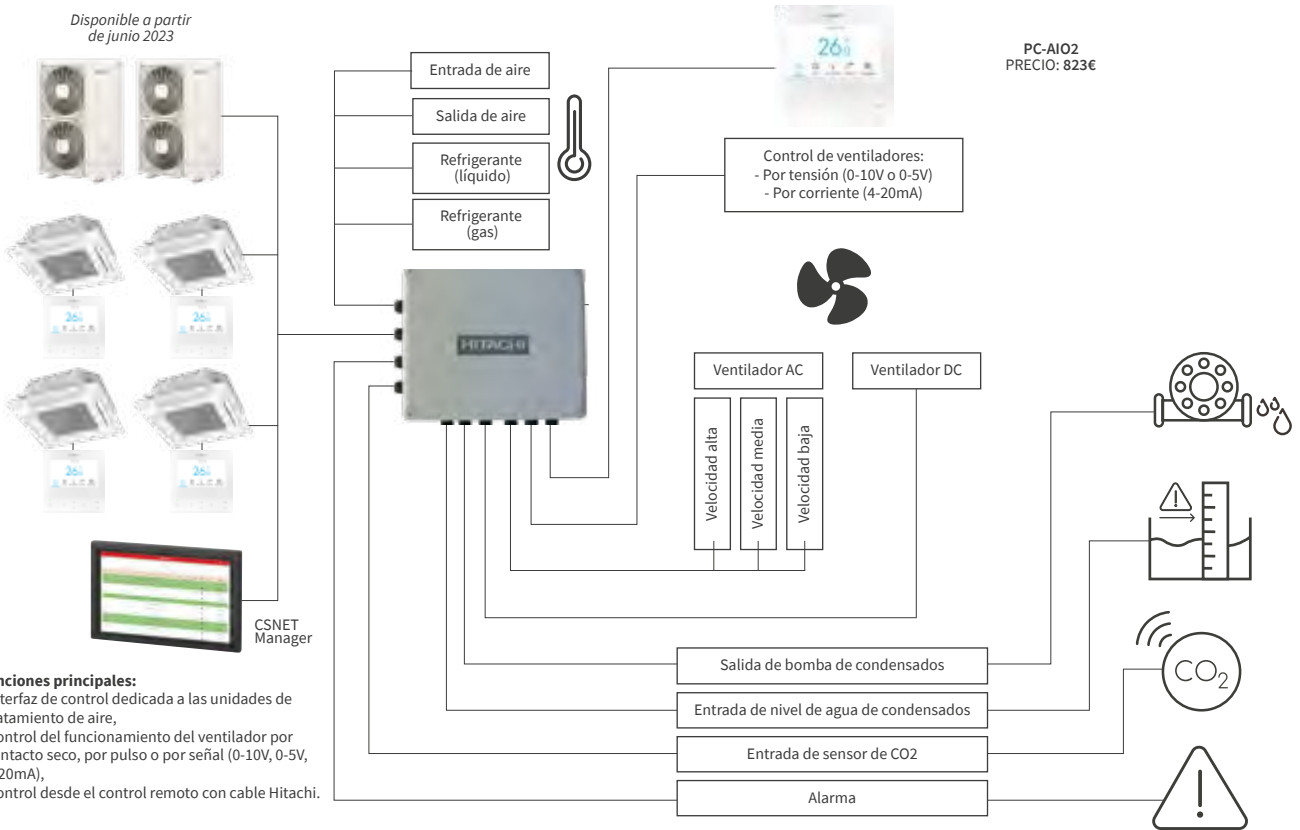 Disponible a partir
de junio 2023
Entrada de aire
Salida de aire
Refrigerante
(líquido)
Refrigerante
(gas)
26
PC-AIO2
PRECIO: 823€
Control de ventiladores:
- Por tensión (0-10V o 0-5V)
- Por corriente (4-20mA)
26
26
HITACHI
Ventilador AC
Ventilador DC
Velocidad alta
Velocidad media
Velocidad baja
26
26
CSNET
Manager
CO2
Salida de bomba de condensados
Entrada de nivel de agua de condensados
Entrada de sensor de CO2
Alarma
nciones principales:
terfaz de control dedicada a las unidades de
atamiento de aire,
ontrol del funcionamiento del ventilador por
ntacto seco, por pulso o por señal (0-10V, 0-5V,
20mA),
ontrol desde el control remoto con cable Hitachi.